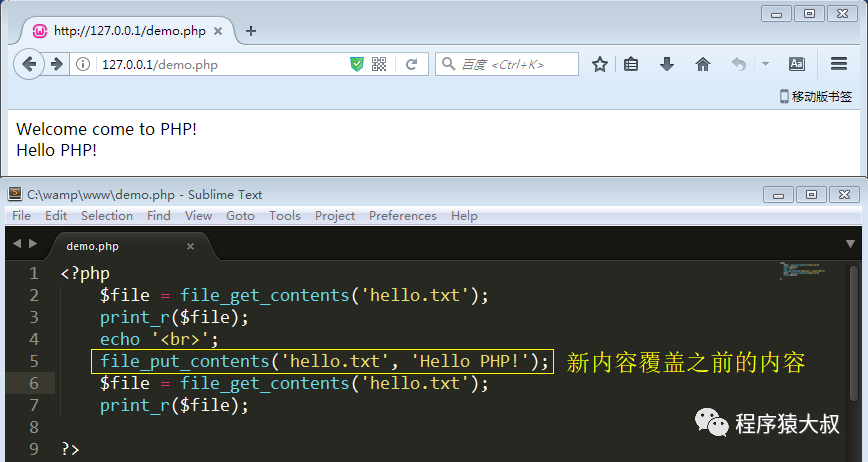 http://127.0.0.1/demo.php
127.0.0.1/demo.php
百度 <Ctrl+K>
Aa
移动版书签
Welcome come to PHP!
Hello PHP!
C:\wamp\www\demo.php - Sublime Text
File Edit Selection Find View Goto Tools Project Preferences Help
demo.php
1 <?php
2 $file = file_get_contents('hello.txt');
3 print_r($file);
4 echo '<br>';
5 file_put_contents('hello.txt', 'Hello PHP!'); 新内容覆盖之前的内容
6 $file = file_get_contents('hello.txt');
7 print_r($file);
8
9 ?>
程序猿大叔